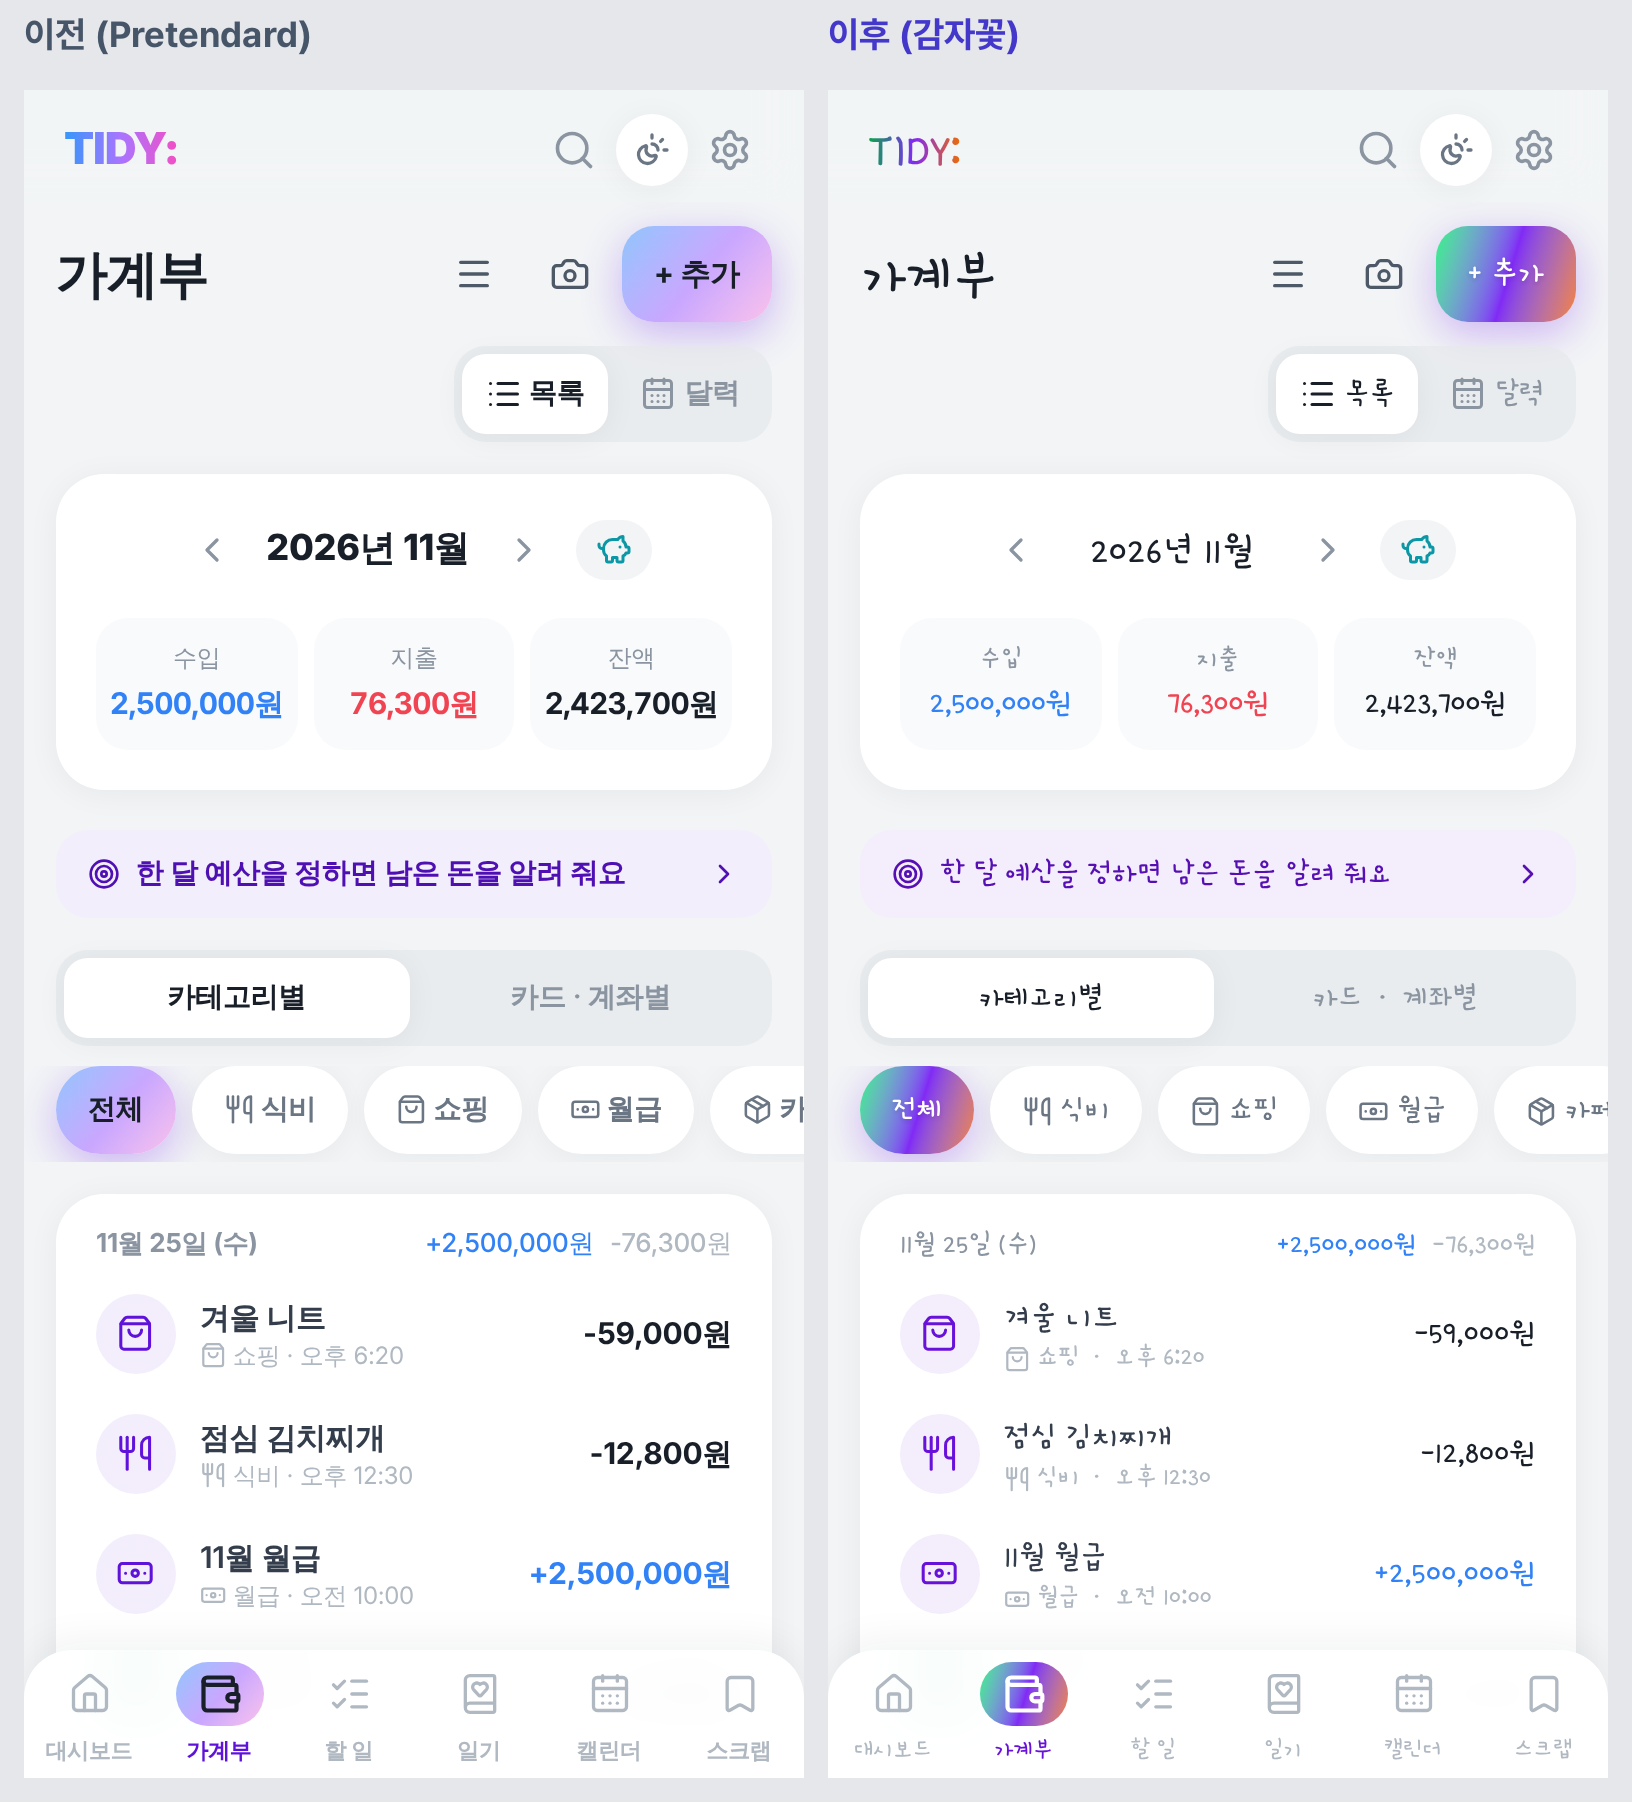 이전 (Pretendard)
TIDY:
가계부
+ 추가
목록
달력
2026년 11월
수입
지출
잔액
2,500,000원
76,300원
2,423,700원
한 달 예산을 정하면 남은 돈을 알려 줘요
카테고리별
카드 · 계좌별
전체
식비
쇼핑
월급
11월 25일 (수)
+2,500,000원 -76,300원
겨울 니트
쇼핑 · 오후 6:20
-59,000원
점심 김치찌개
식비 · 오후 12:30
-12,800원
11월 월급
월급 · 오전 10:00
+2,500,000원
대시보드
가계부
할 일
일기
캘린더
스크랩
이후 (감자꽃)
TIDY:
가계부
+ 추가
목록
달력
2026년 11월
수입
지출
잔액
2,500,000원
76,300원
2,423,700원
한 달 예산을 정하면 남은 돈을 알려 줘요
카테고리별
카드 · 계좌별
전체
식비
쇼핑
월급
11월 25일 (수)
+2,500,000원 -76,300원
겨울 니트
쇼핑 · 오후 6:20
-59,000원
점심 김치찌개
식비 · 오후 12:30
-12,800원
11월 월급
월급 · 오전 10:00
+2,500,000원
대시보드
가계부
할 일
일기
캘린더
스크랩